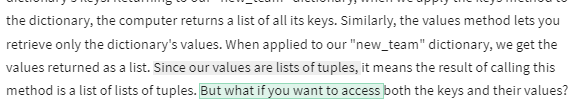 dictionary's keys. Returning to our "new_team" dictionary, when we apply the keys method to
the dictionary, the computer returns a list of all its keys. Similarly, the values method lets you
retrieve only the dictionary's values. When applied to our "new_team" dictionary, we get the
values returned as a list. Since our values are lists of tuples, it means the result of calling this
method is a list of lists of tuples. But what if you want to access both the keys and their values?